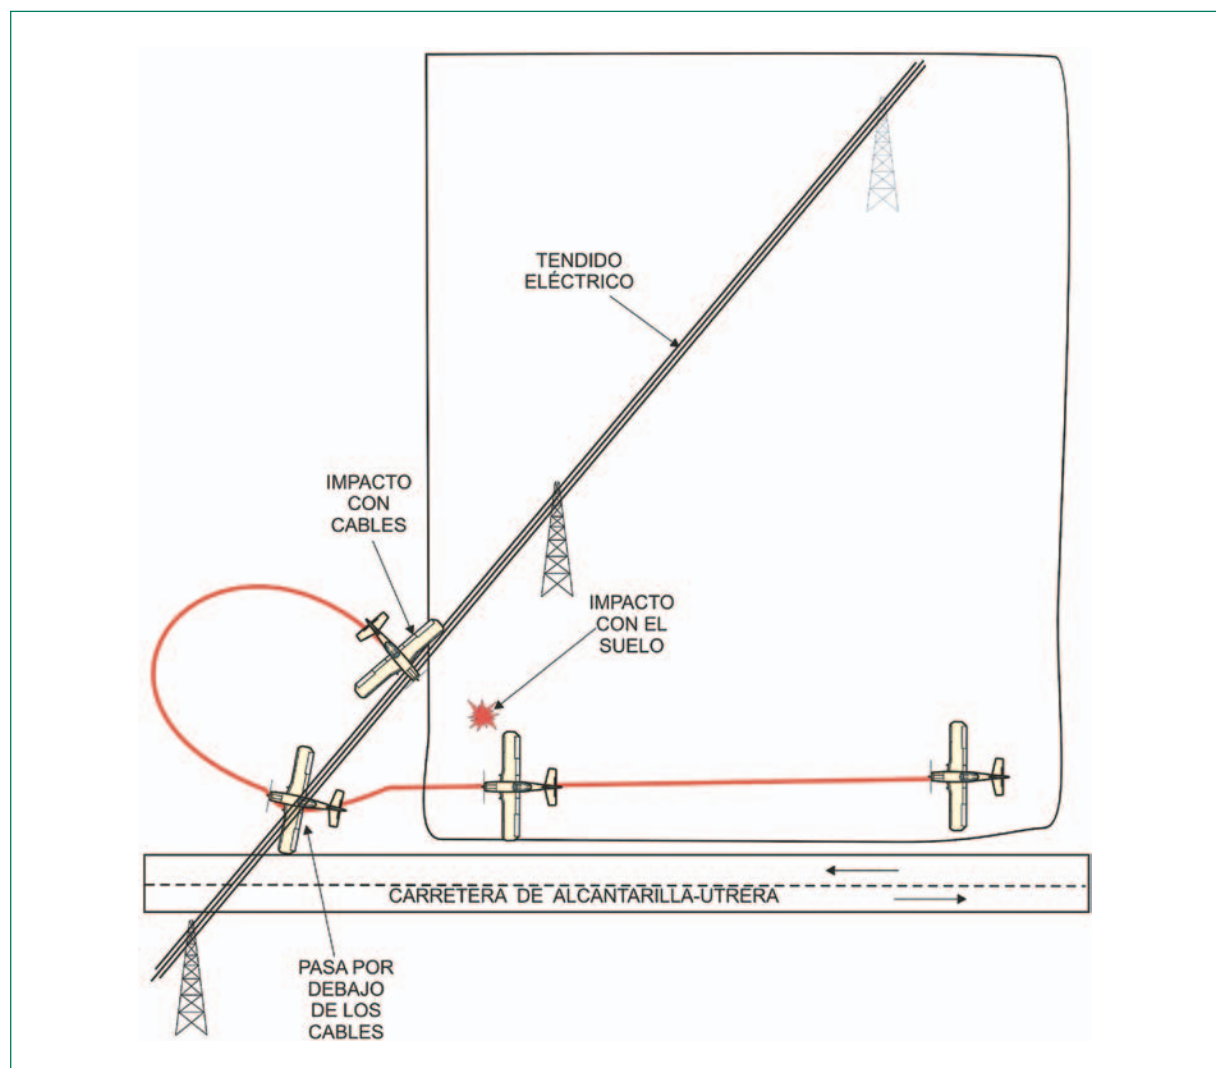 TENDIDO
ELÉCTRICO
IMPACTO
CON
CABLES
IMPACTO
CON EL
SUELO
CARRETERA DE ALCANTARILLA-UTRERA
PASA POR
DEBAJO
DE LOS
CABLES